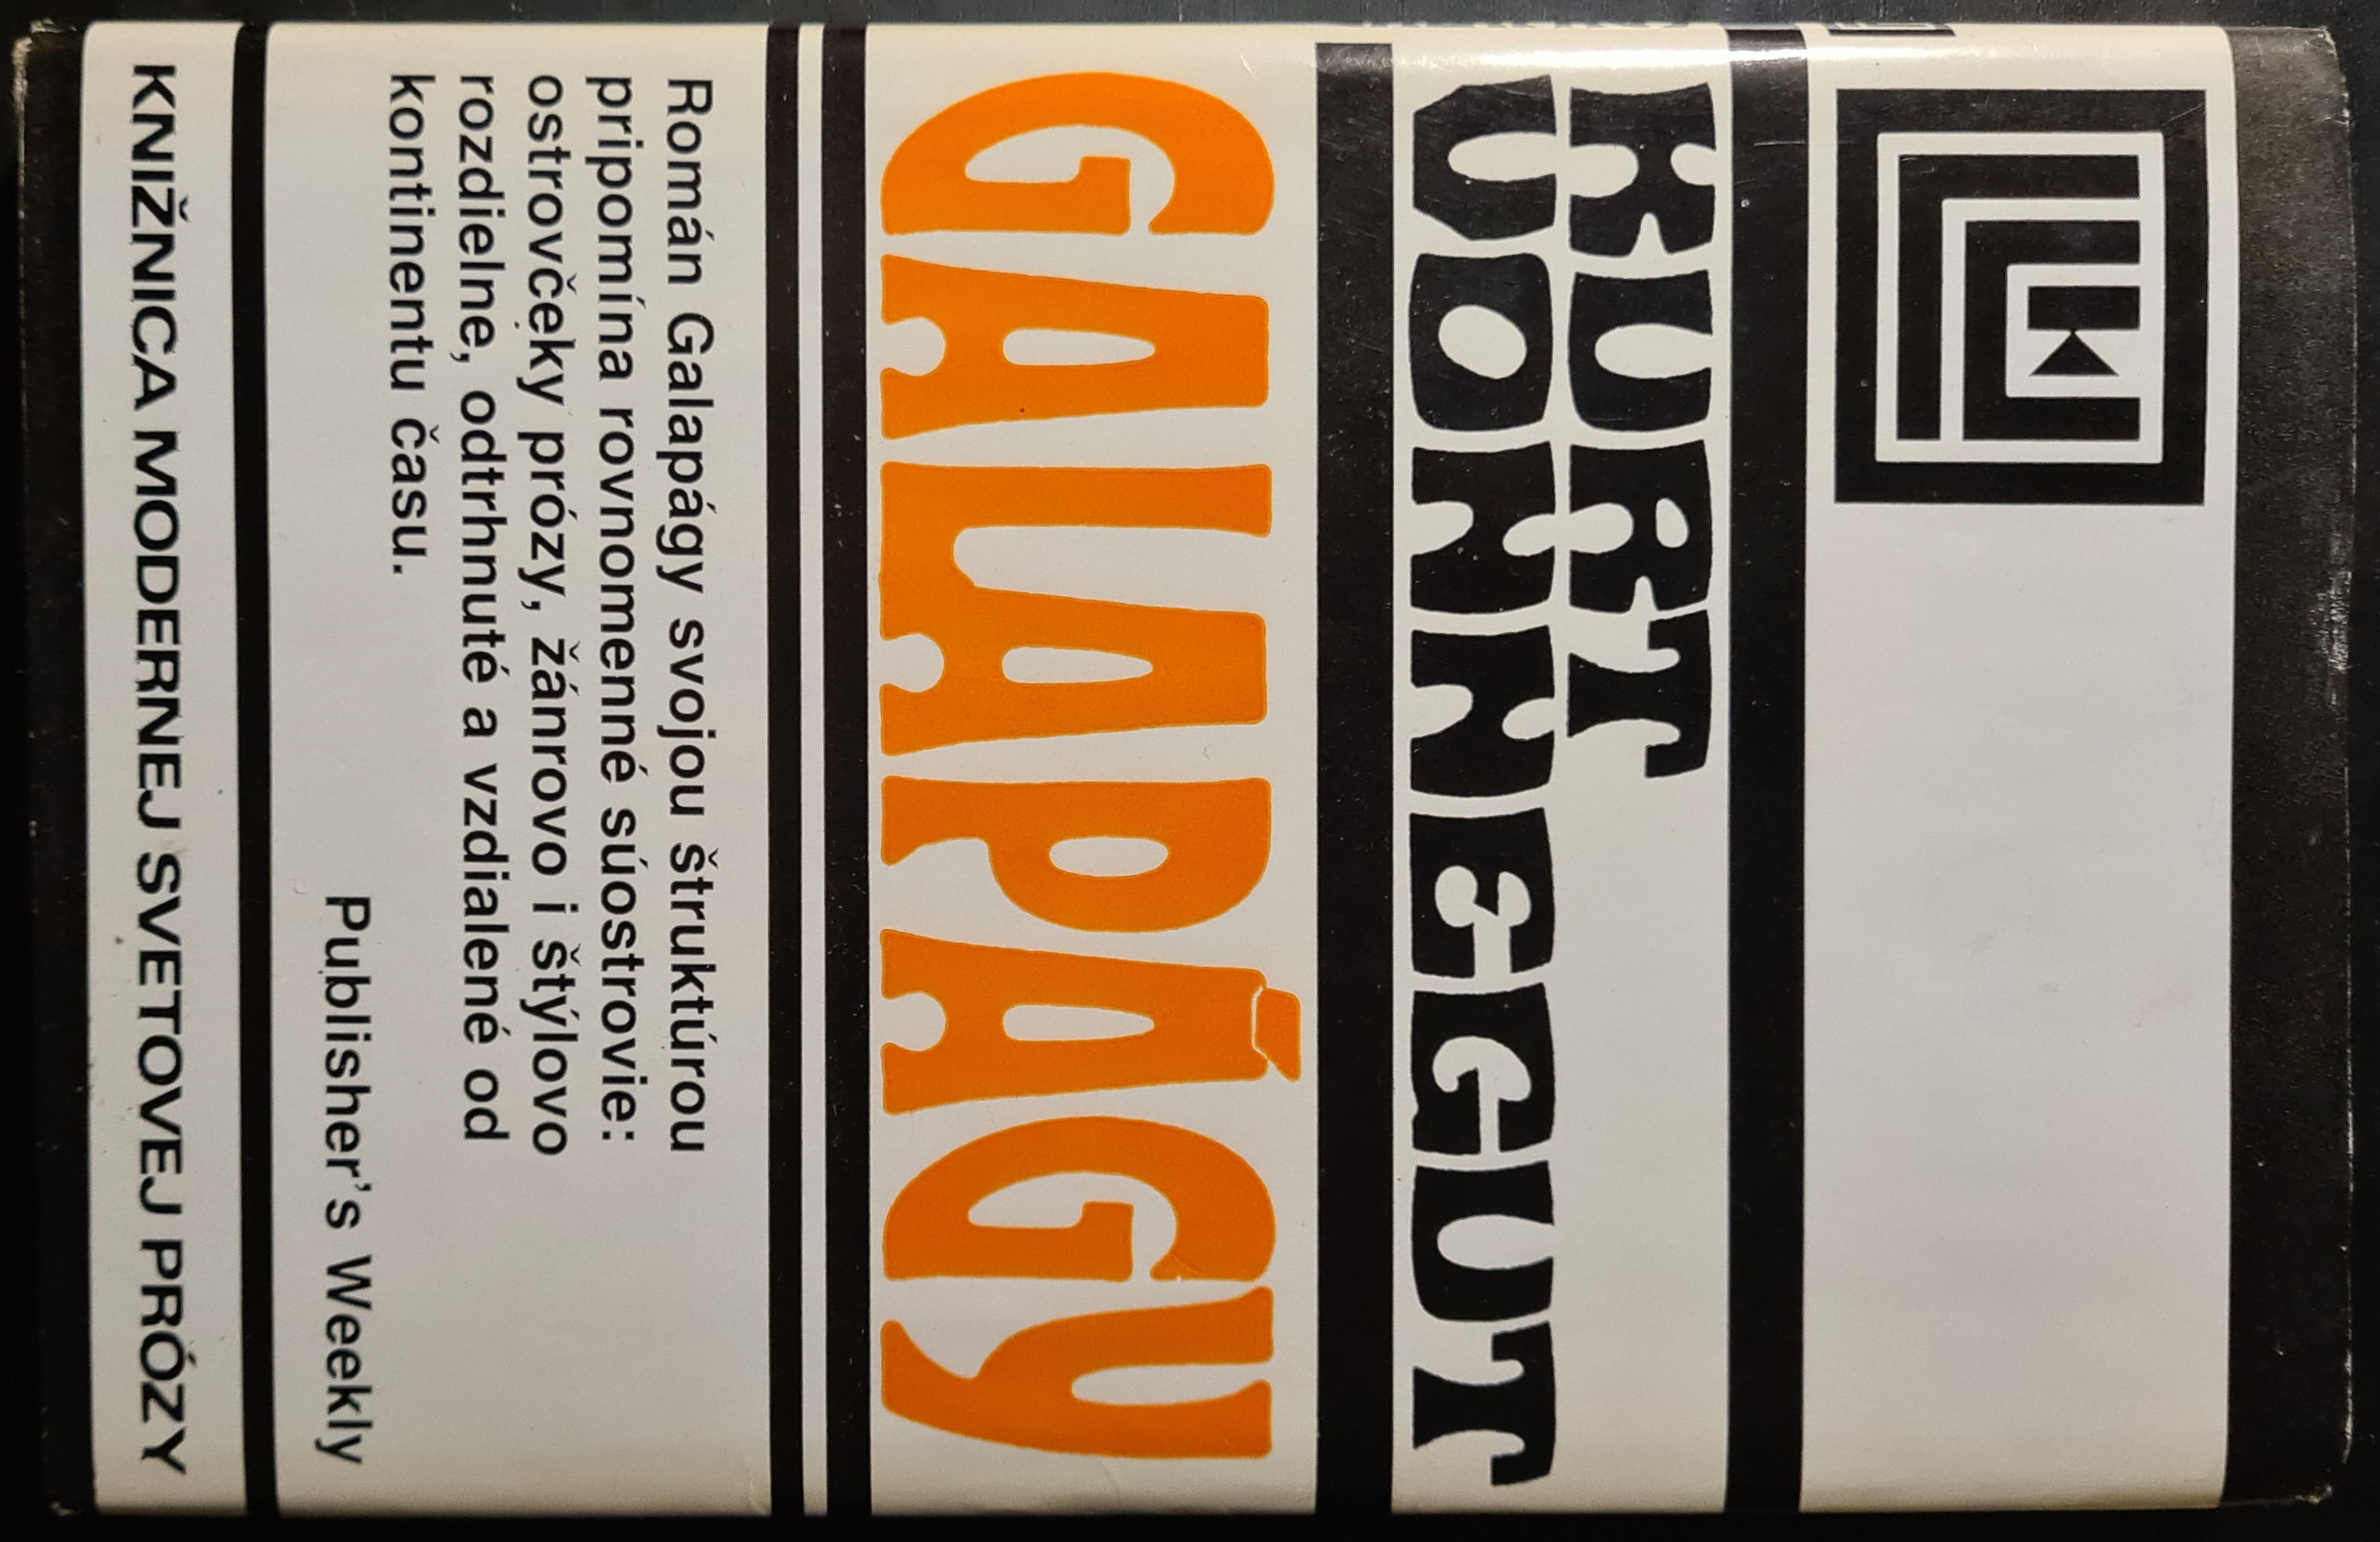 KURT
VONNEGUT
GALAPÁGY
Román Galapágy svojou štruktúrou
pripomína rovnomenné súostrovie:
ostrovčeky prózy, žánrovo i štýlovo
rozdielne, odtrhnuté a vzdialené od
kontinentu času.
Publisher's Weekly
KNIŽNICA MODERNEJ SVETOVEJ PRÓZY